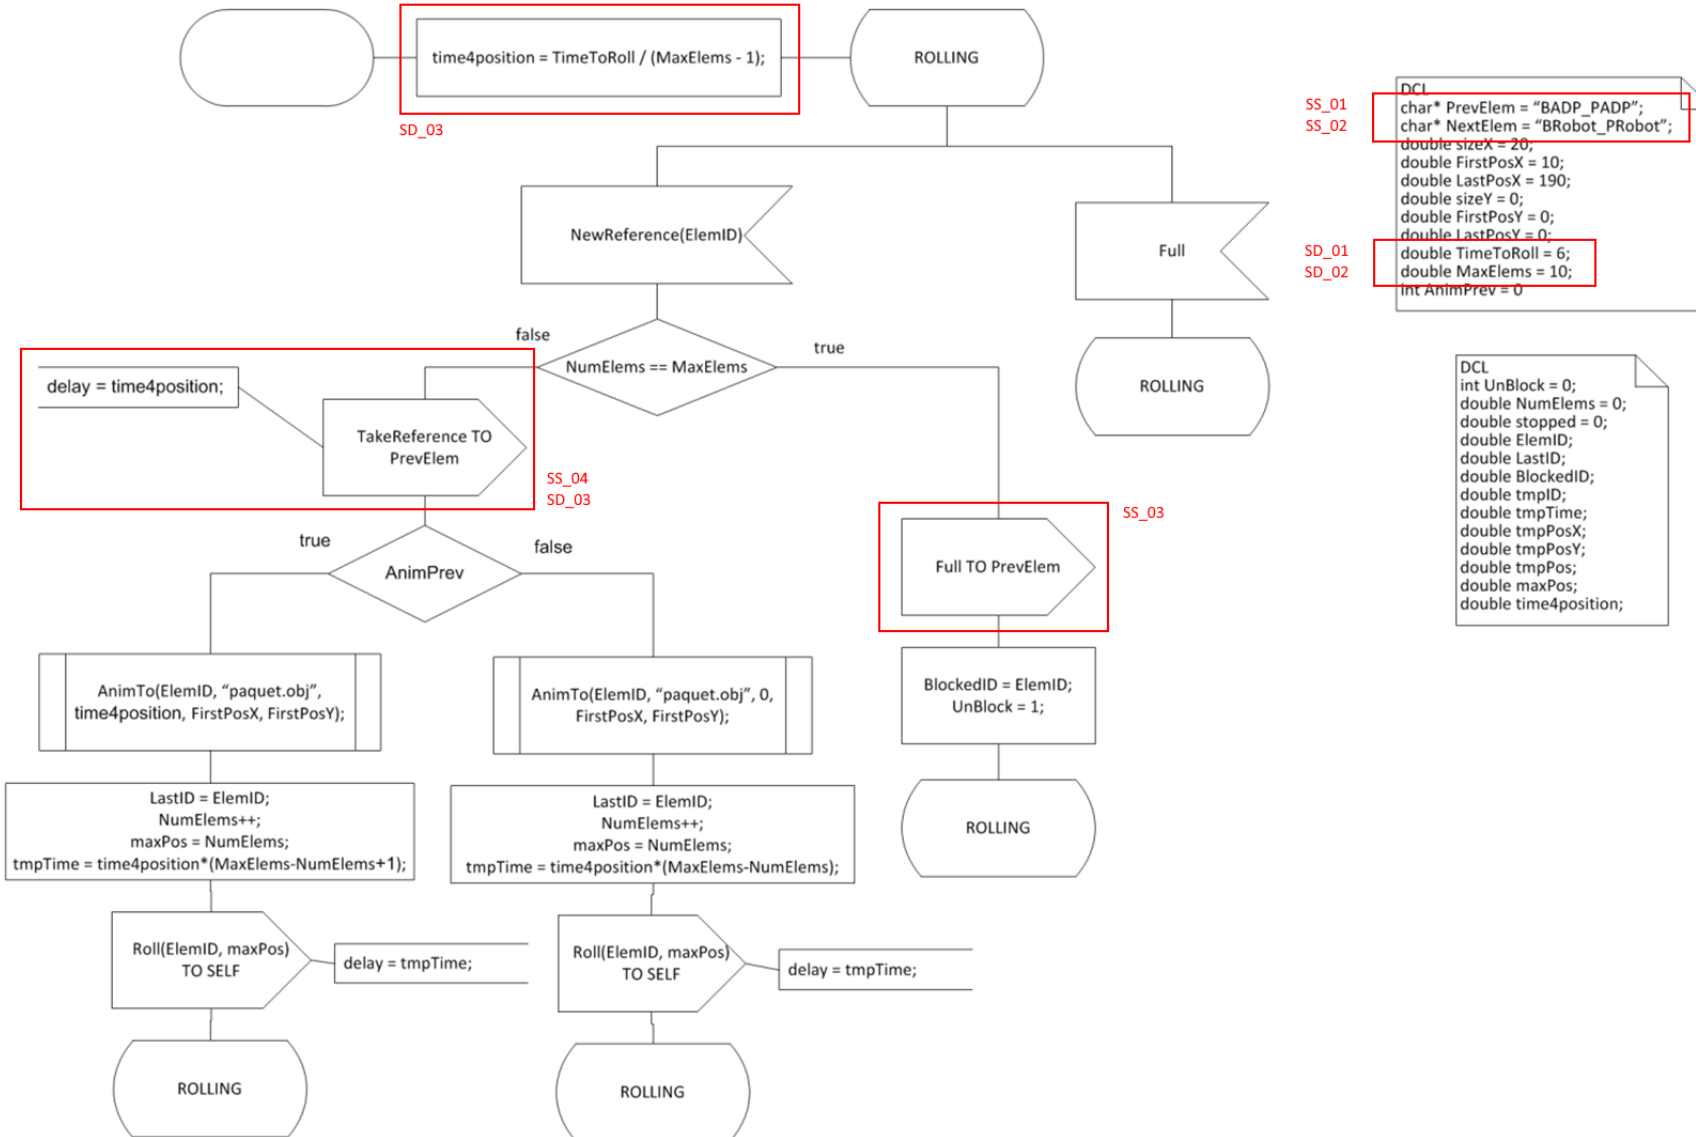 time4position = TimeToRoll / (MaxElems - 1);
ROLLING
SD_03
SS_01
SS_02
SD_01
SD_02
DCL
char* PrevElem = “BADP_PADP”;
char* NextElem = “BRobot_PRobot”;
double sizeX = 20;
double FirstPosX = 10;
double LastPosX = 190;
double sizeY = 0;
double FirstPosY = 0;
double LastPosY = 0;
double TimeToRoll = 6;
double MaxElems = 10;
int AnimPrev = 0
NewReference(ElemID)
Full
ROLLING
false
true
NumElems == MaxElems
delay = time4position;
TakeReference TO
PrevElem
SS_04
SD_03
DCL
int UnBlock = 0;
double NumElems = 0;
double stopped = 0;
double ElemID;
double LastID;
double BlockedID;
double tmpID;
double tmpTime;
double tmpPosX;
double tmpPosY;
double tmpPos;
double maxPos;
double time4position;
SS_03
Full TO PrevElem
true
false
AnimPrev
AnimTo(ElemID, “paquet.obj”,
time4position, FirstPosX, FirstPosY);
AnimTo(ElemID, “paquet.obj”, 0,
FirstPosX, FirstPosY);
BlockedID = ElemID;
UnBlock = 1;
LastID = ElemID;
NumElems++;
maxPos = NumElems;
tmpTime = time4position*(MaxElems-NumElems+1);
LastID = ElemID;
NumElems++;
maxPos = NumElems;
tmpTime = time4position*(MaxElems-NumElems);
ROLLING
Roll(ElemID, maxPos)
TO SELF
delay = tmpTime;
Roll(ElemID, maxPos)
TO SELF
delay = tmpTime;
ROLLING
ROLLING